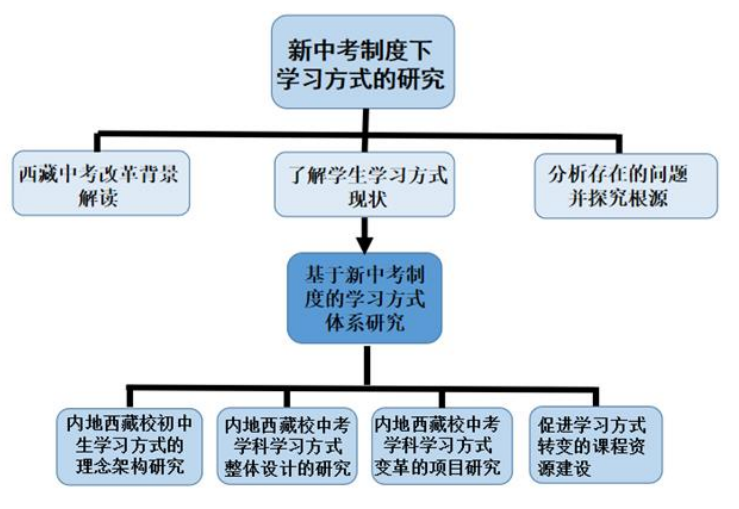 新中考制度下
学习方式的研究
西藏中考改革背景
解读
了解学生学习方式
现状
分析存在的问题
并探究根源
基于新中考制
度的学习方式
体系研究
内地西藏校初中
生学习方式的
理念架构研究
内地西藏校中考
学科学习方式
整体设计的研究
内地西藏校中考
学科学习方式
变革的项目研究
促进学习方式
转变的课程资
源建设